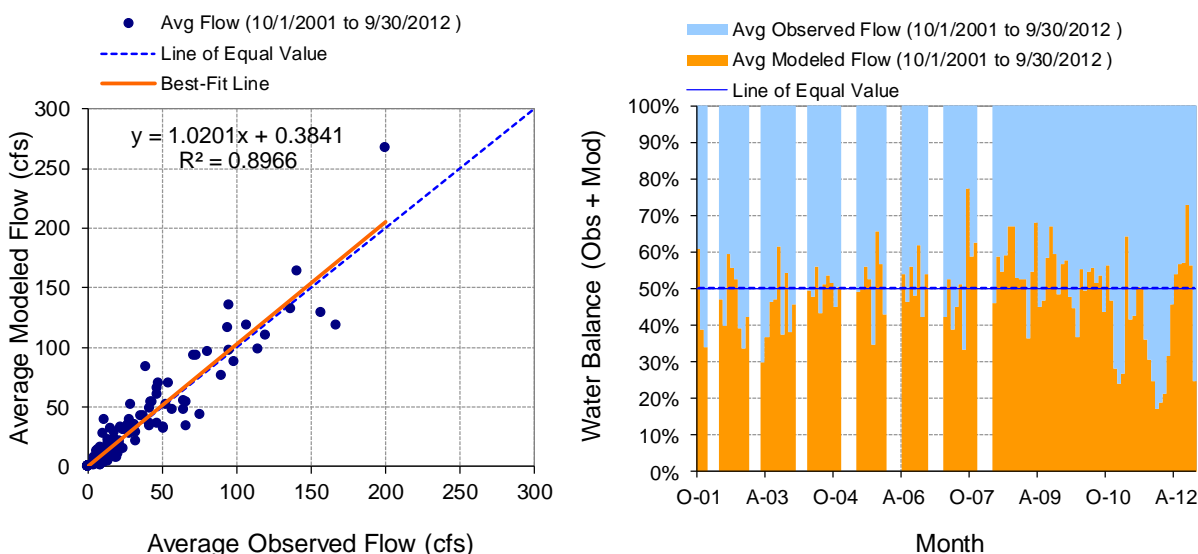 Avg Flow (10/1/2001 to 9/30/2012 )
Line of Equal Value
Best-Fit Line
300
250
200
150
100
50
0
y = 1.0201x + 0.3841
R² = 0.8966
Average Modeled Flow (cfs)
0 50 100 150 200 250 300
Average Observed Flow (cfs)
Avg Observed Flow (10/1/2001 to 9/30/2012 )
Avg Modeled Flow (10/1/2001 to 9/30/2012 )
Line of Equal Value
100%
90%
80%
70%
60%
50%
40%
30%
20%
10%
0%
Water Balance (Obs + Mod)
O-01 A-03 O-04 A-06 O-07 A-09 O-10 A-12
Month